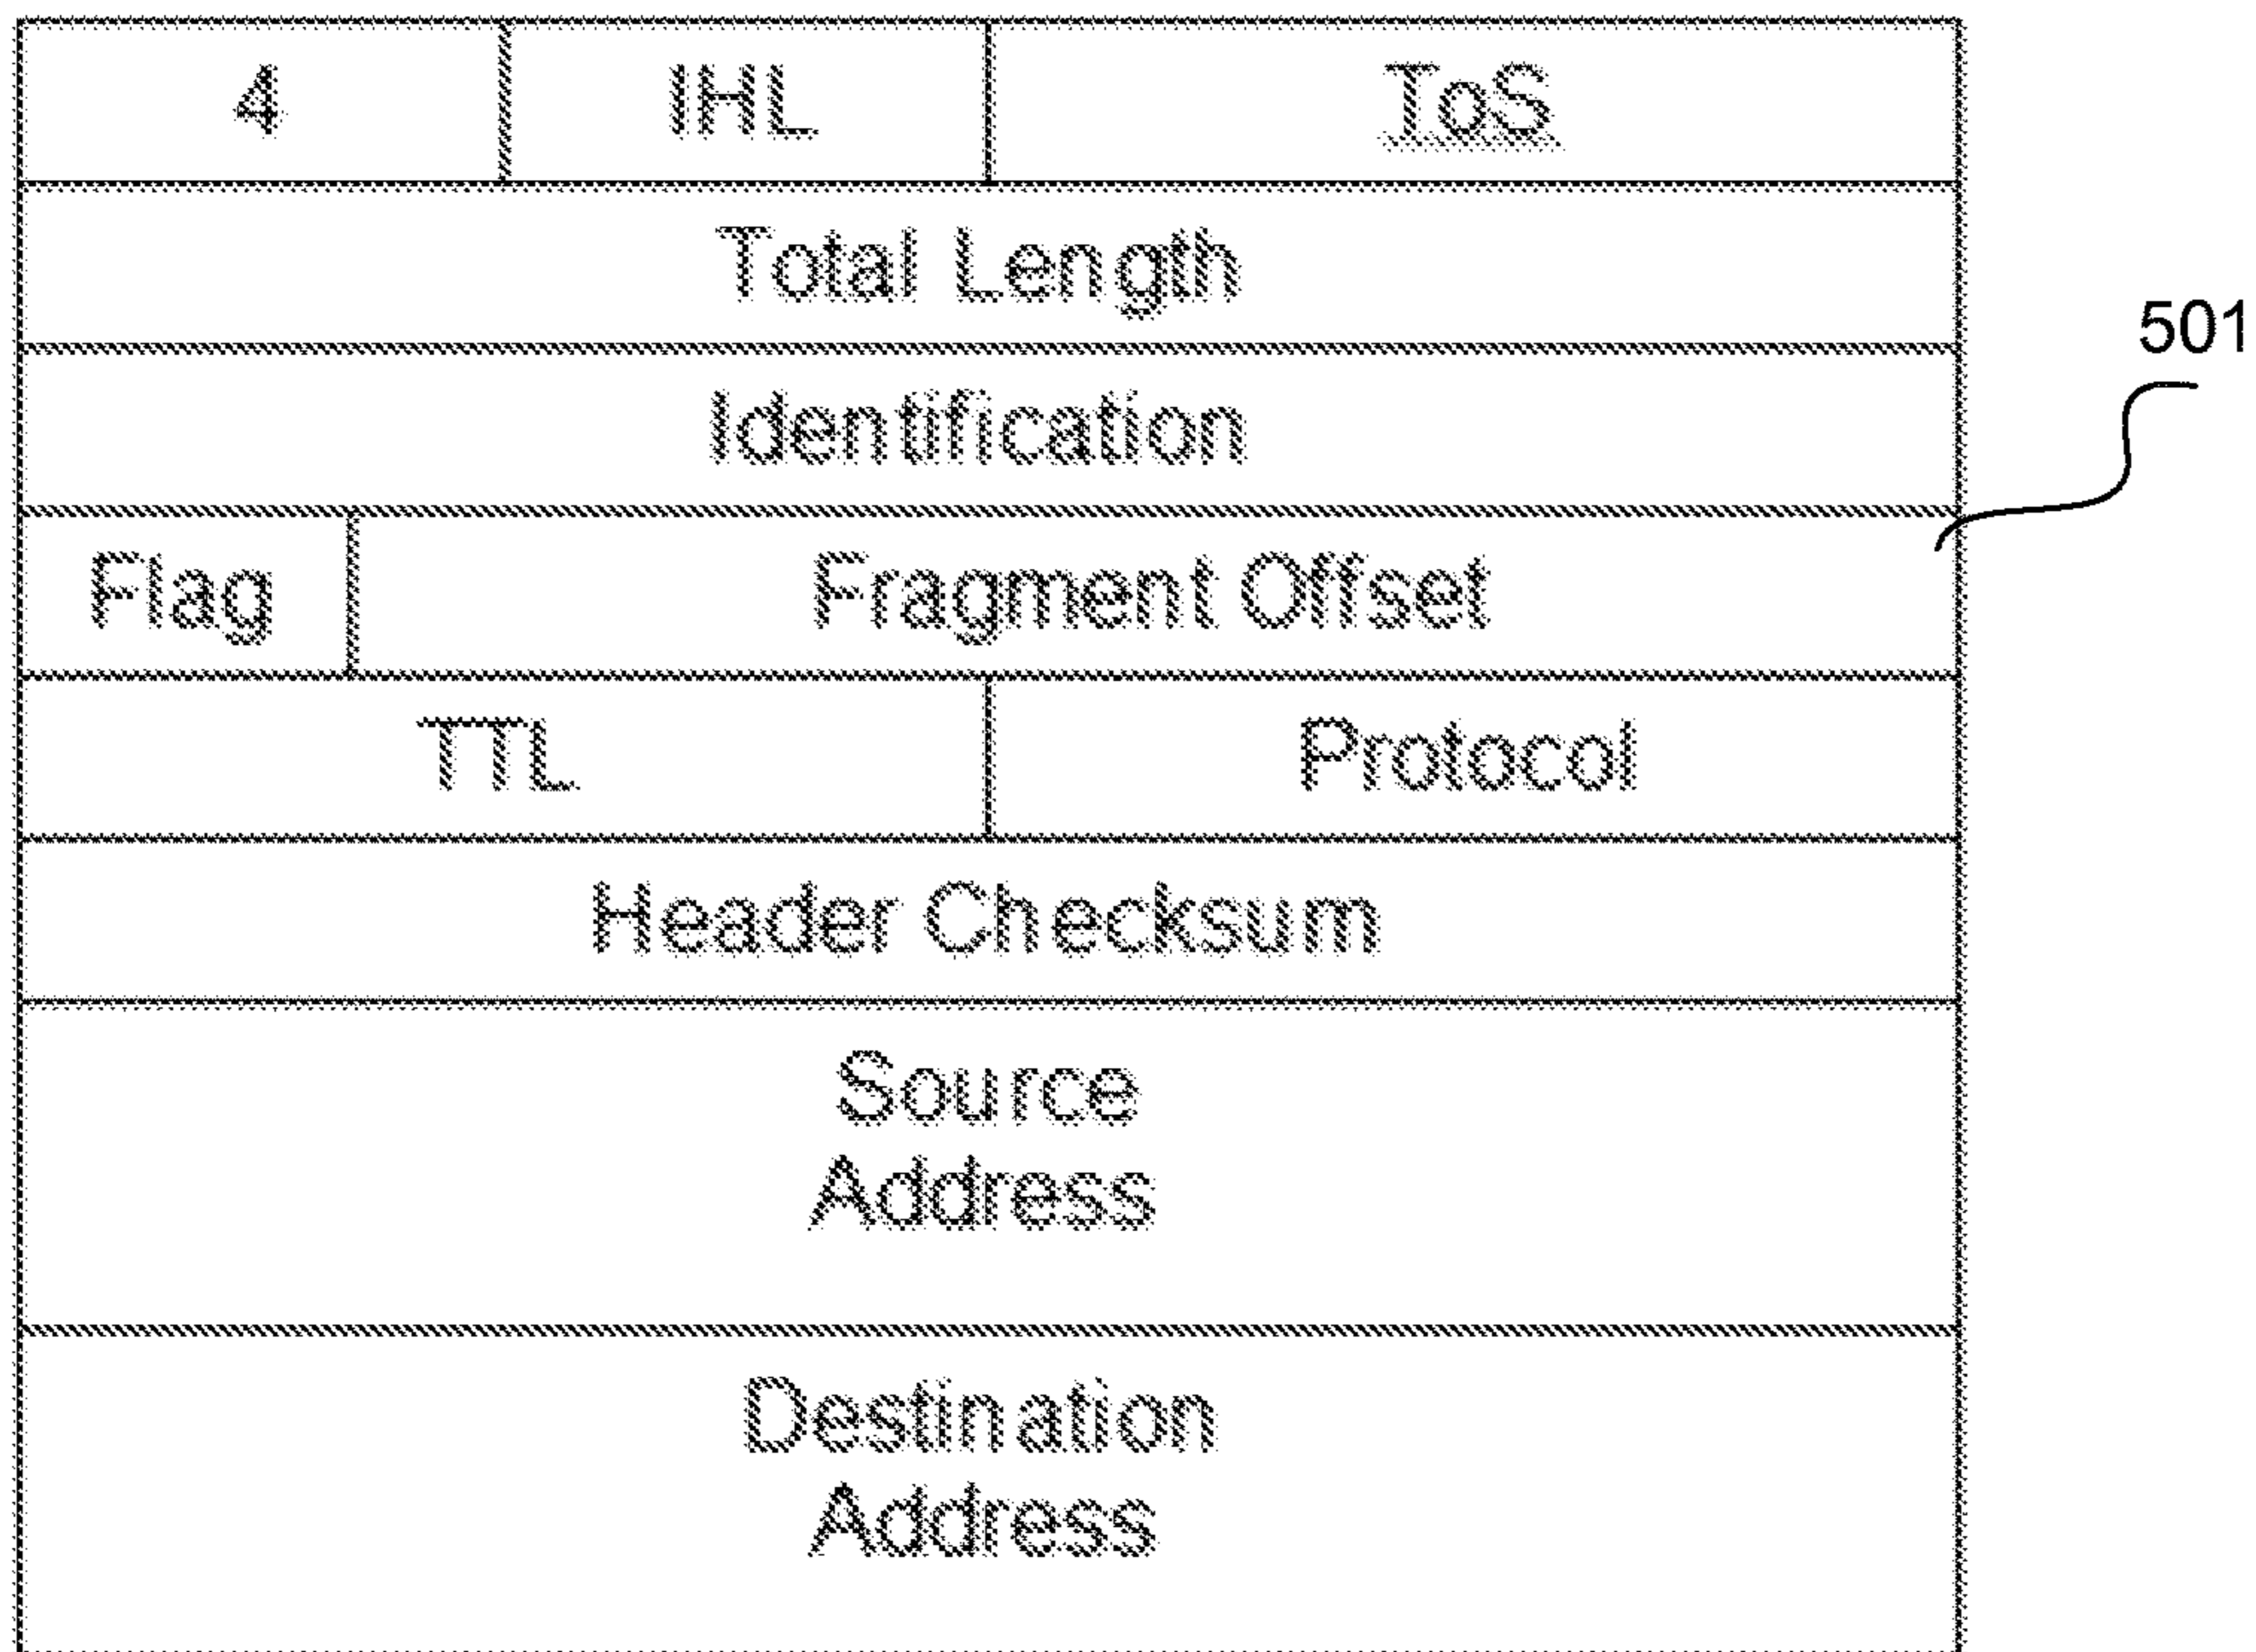 4 IHL ToS
Total Length
501
Identification
Flag Fragment Offset
TTL Protocol
Header Checksum
Source
Address
Destination
Address